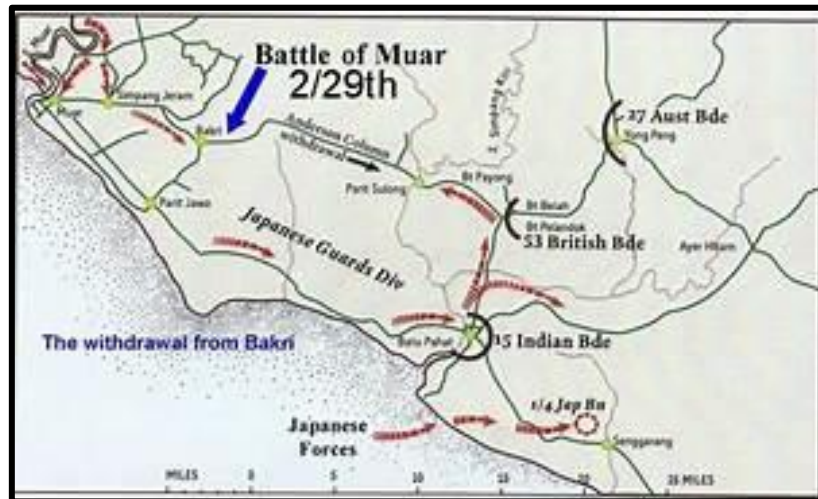 Battle of Muar
2/29th
Simpang Jeram
Muar
Bakri
Anderson Column
withdrawal
S. Simpang Kiri
27 Aust Bde
Yong Peng
Parit Jawa
Parit Sulong
Bt Payong
Bt Belah
Bt Pelandok
53 British Bde
Ayer Hitam
Japanese Guards Div
The withdrawal from Bakri
Batu Pahat
15 Indian Bde
1/4 Jap Bn
Japanese
Forces
Senggarang
MILES 0 5 10 15 20 25 MILES